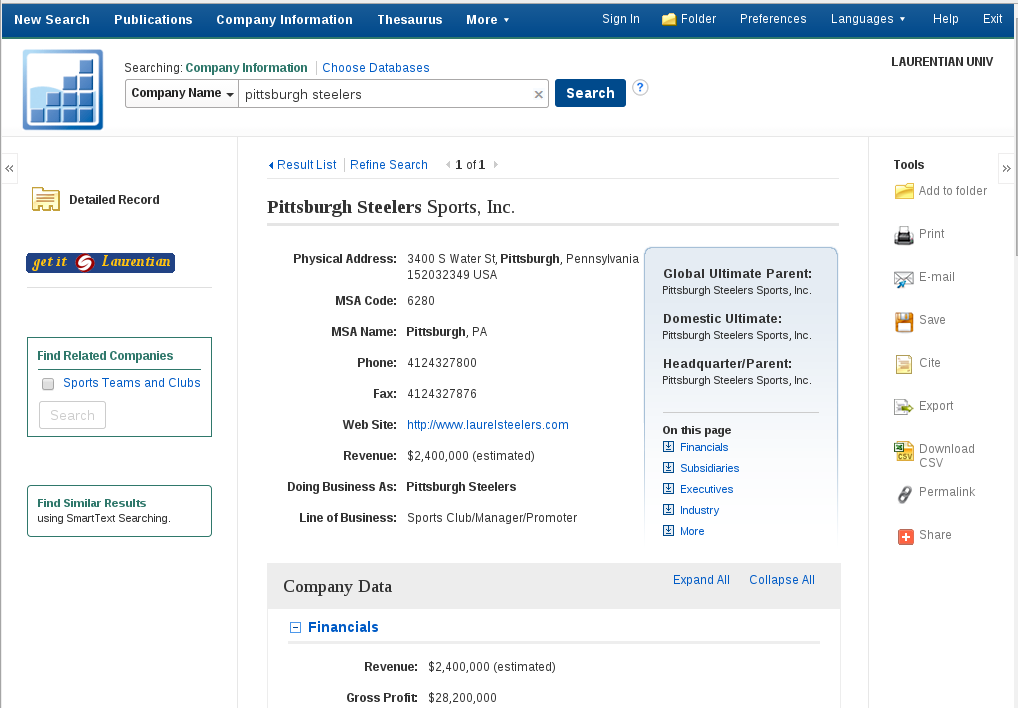 New Search Publications Company Information Thesaurus More Sign In Folder Preferences Languages Help Exit
Searching: Company Information Choose Databases
LAURENTIAN UNIV
Company Name pittsburgh steelers × Search ?
« Result List Refine Search 1 of 1 »
Detailed Record
get it Laurentian
Find Related Companies
Sports Teams and Clubs
Search
Find Similar Results
using SmartText Searching.
Pittsburgh Steelers Sports, Inc.
Physical Address: 3400 S Water St, Pittsburgh, Pennsylvania
152032349 USA
MSA Code: 6280
MSA Name: Pittsburgh, PA
Phone: 4124327800
Fax: 4124327876
Web Site: http://www.laurelsteelers.com
Revenue: $2,400,000 (estimated)
Doing Business As: Pittsburgh Steelers
Line of Business: Sports Club/Manager/Promoter
Global Ultimate Parent:
Pittsburgh Steelers Sports, Inc.
Domestic Ultimate:
Pittsburgh Steelers Sports, Inc.
Headquarter/Parent:
Pittsburgh Steelers Sports, Inc.
On this page
Financials
Subsidiaries
Executives
Industry
More
Company Data Expand All Collapse All
Financials
Revenue: $2,400,000 (estimated)
Gross Profit: $28,200,000
Tools
Add to folder
Print
E-mail
Save
Cite
Export
Download
CSV
Permalink
Share